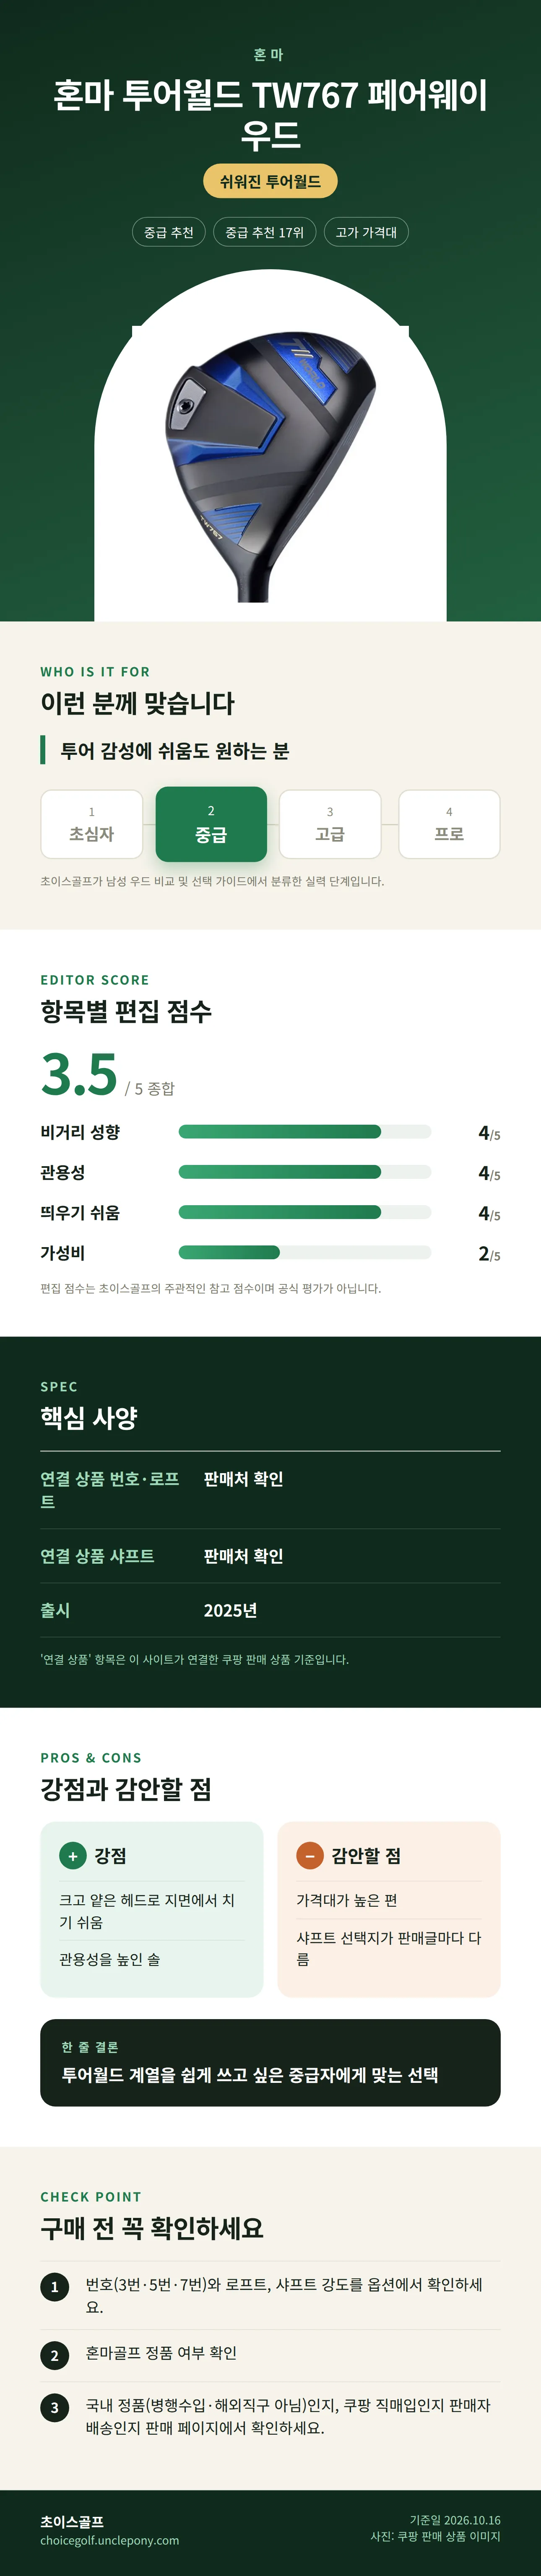 혼마
혼마 투어월드 TW767 페어웨이
우드
쉬워진 투어월드
중급 추천
중급 추천 17위
고가 가격대
TW767
WHO IS IT FOR
이런 분께 맞습니다
투어 감성에 쉬움도 원하는 분
1
초심자
2
중급
3
고급
4
프로
초이스골프가 남성 우드 비교 및 선택 가이드에서 분류한 실력 단계입니다.
EDITOR SCORE
항목별 편집 점수
3.5 / 5 종합
비거리 성향 4/5
관용성 4/5
띄우기 쉬움 4/5
가성비 2/5
편집 점수는 초이스골프의 주관적인 참고 점수이며 공식 평가가 아닙니다.
SPEC
핵심 사양
연결 상품 번호·로프
트
판매처 확인
연결 상품 샤프트 판매처 확인
출시 2025년
'연결 상품' 항목은 이 사이트가 연결한 쿠팡 판매 상품 기준입니다.
PROS & CONS
강점과 감안할 점
+ 강점
크고 얕은 헤드로 지면에서 치
기 쉬움
관용성을 높인 솔
− 감안할 점
가격대가 높은 편
샤프트 선택지가 판매글마다 다
름
한 줄 결론
투어월드 계열을 쉽게 쓰고 싶은 중급자에게 맞는 선택
CHECK POINT
구매 전 꼭 확인하세요
1 번호(3번·5번·7번)와 로프트, 샤프트 강도를 옵션에서 확인하세
요.
2 혼마골프 정품 여부 확인
3 국내 정품(병행수입·해외직구 아님)인지, 쿠팡 직매입인지 판매자
배송인지 판매 페이지에서 확인하세요.
초이스골프
choicegolf.unclepony.com
기준일 2026.10.16
사진: 쿠팡 판매 상품 이미지